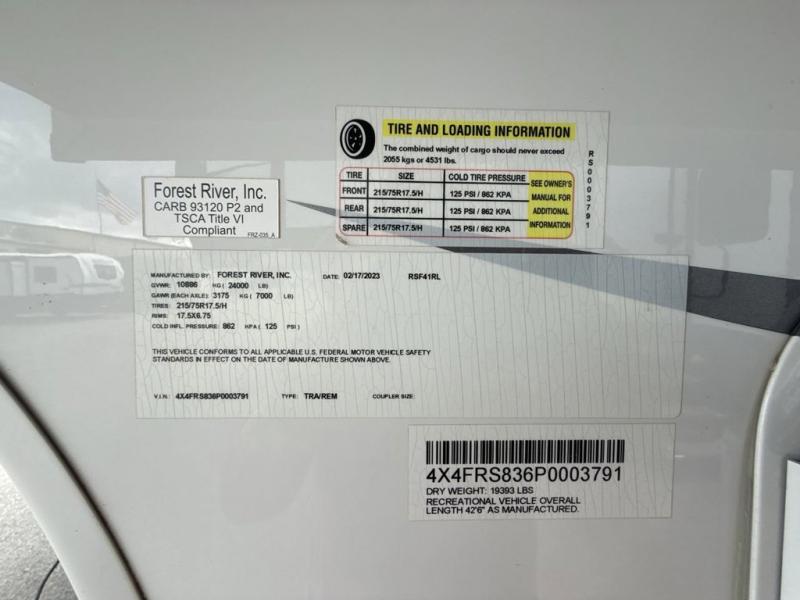 TIRE AND LOADING INFORMATION
The combined weight of cargo should never exceed
2055 kgs or 4531 lbs.
TIRE SIZE COLD TIRE PRESSURE
FRONT 215/75R17.5/H 125 PSI / 862 KPA
REAR 215/75R17.5/H 125 PSI / 862 KPA
SPARE 215/75R17.5/H 125 PSI / 862 KPA
SEE OWNER'S
MANUAL FOR
ADDITIONAL
INFORMATION
RS0003791
Forest River, Inc.
CARB 93120 P2 and
TSCA Title VI
Compliant
FRZ-035_A
MANUFACTURED BY: FOREST RIVER, INC. DATE: 02/17/2023 RSF41RL
GVWR: 10886 KG ( 24000 LB)
GAWR (EACH AXLE): 3175 KG ( 7000 LB)
TIRES: 215/75R17.5/H
RIMS: 17.5X6.75
COLD INFL. PRESSURE: 862 KPA ( 125 PSI)
THIS VEHICLE CONFORMS TO ALL APPLICABLE U.S. FEDERAL MOTOR VEHICLE SAFETY
STANDARDS IN EFFECT ON THE DATE OF MANUFACTURE SHOWN ABOVE.
V.I.N.: 4X4FRS836P0003791 TYPE: TRA/REM COUPLER SIZE:
4X4FRS836P0003791
DRY WEIGHT: 19393 LBS
RECREATIONAL VEHICLE OVERALL
LENGTH 42'6" AS MANUFACTURED.